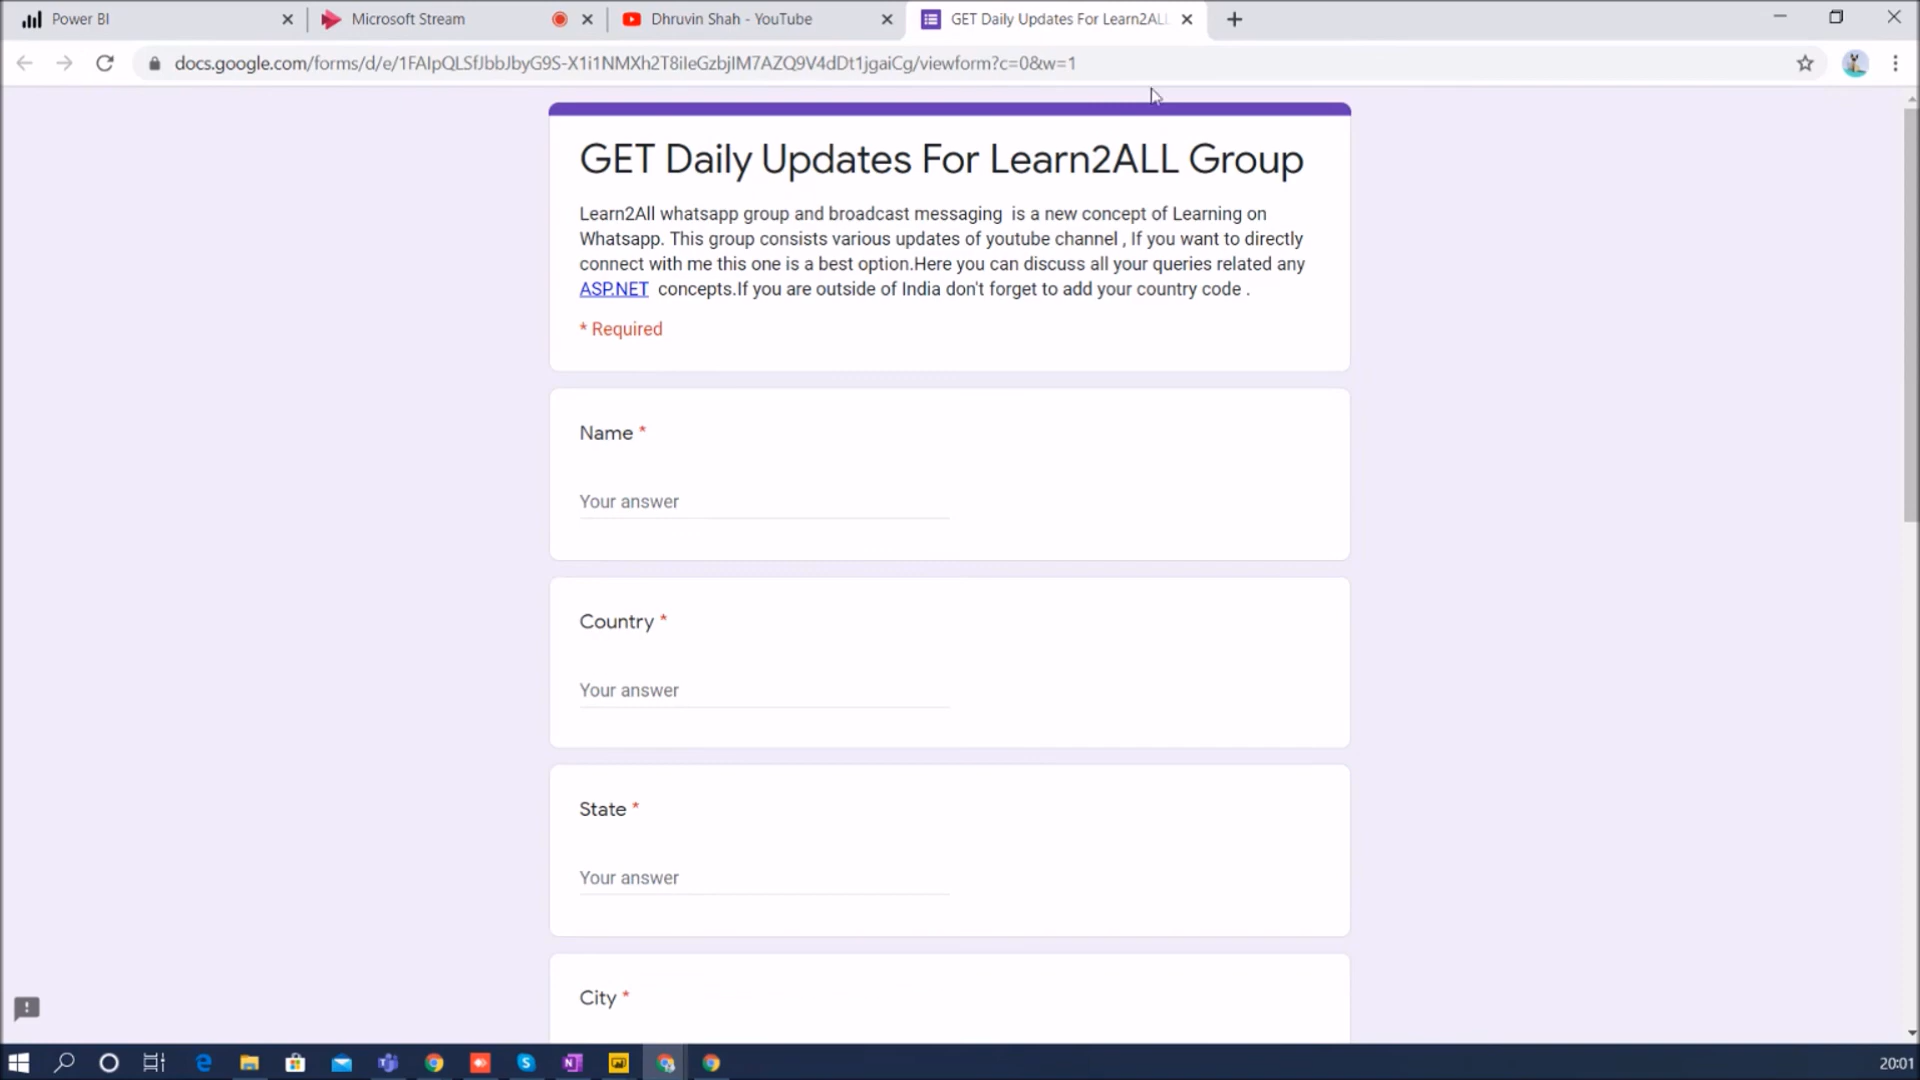 Power BI
Microsoft Stream
Dhruvin Shah - YouTube
GET Daily Updates For Learn2ALL
docs.google.com/forms/d/e/1FAIpQLSfJbbJbyG9S-X1i1NMXh2T8iIeGzbjIM7AZQ9V4dDt1jgaiCg/viewform?c=0&w=1
GET Daily Updates For Learn2ALL Group
Learn2All whatsapp group and broadcast messaging  is a new concept of Learning on
Whatsapp. This group consists various updates of youtube channel , If you want to directly
connect with me this one is a best option.Here you can discuss all your queries related any
ASP.NET  concepts.If you are outside of India don't forget to add your country code .
* Required
Name *
Your answer
Country *
Your answer
State *
Your answer
City *
20:01